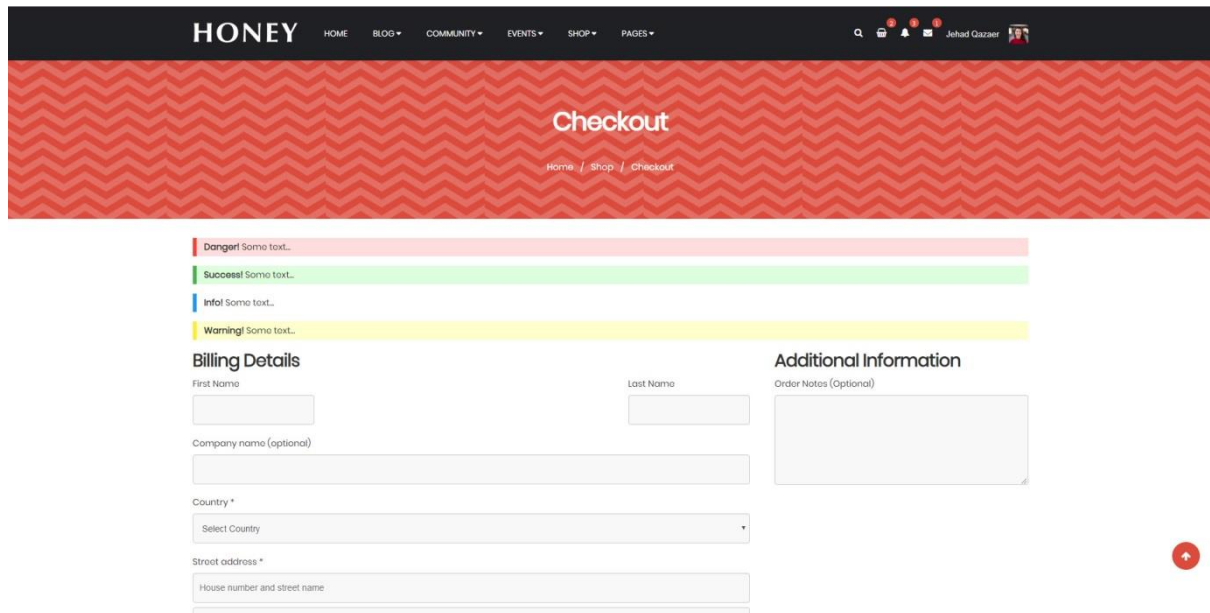 HONEY HOME BLOG COMMUNITY EVENTS SHOP PAGES 2 3 1 Jehad Qazaer
Checkout
Home / Shop / Checkout
Danger! Some text...
Success! Some text...
Info! Some text...
Warning! Some text...
Billing Details
First Name
Last Name
Company name (optional)
Country *
Select Country
Street address *
House number and street name
Additional Information
Order Notes (Optional)